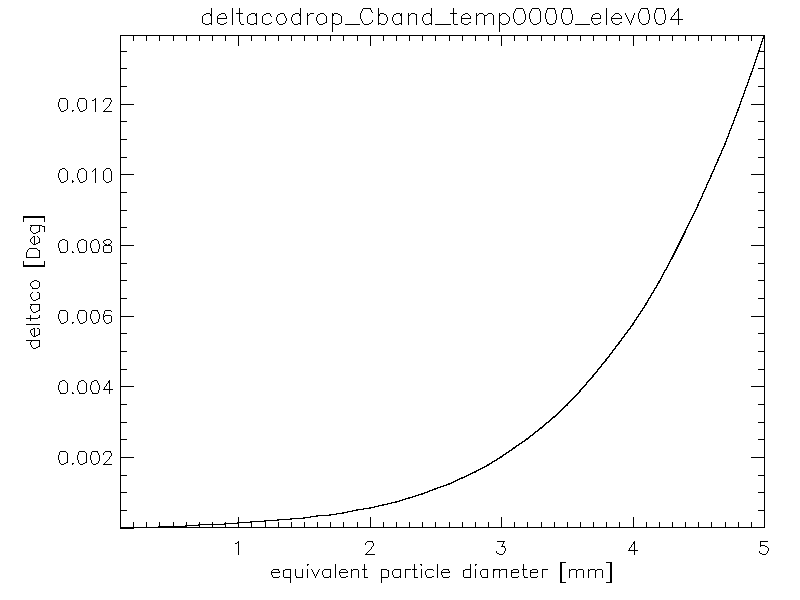 deltacodrop_Cband_temp0000_elev004
0.012
0.010
0.008
0.006
0.004
0.002
deltaco [Deg]
1 2 3 4 5
equivalent particle diameter [mm]